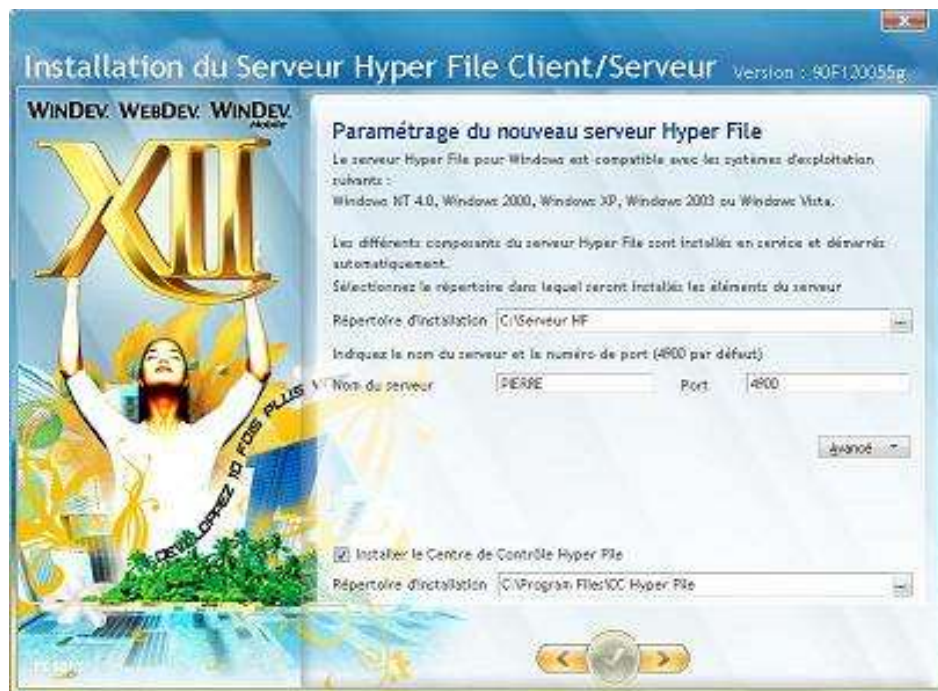 Installation du Serveur Hyper File Client/Serveur Version : 90F120055g
WINDEV. WEBDEV. WINDEV.
Mobile
XII
DEVELOPPEZ 10 FOIS PLUS V
Paramétrage du nouveau serveur Hyper File
Le serveur Hyper File pour Windows est compatible avec les systèmes d'exploitation
suivants :
Windows NT 4.0, Windows 2000, Windows XP, Windows 2003 ou Windows Vista.
Les différents composants du serveur Hyper File sont installés en service et démarrés
automatiquement.
Sélectionnez le répertoire dans lequel seront installés les éléments du serveur
Répertoire d'installation C:\Serveur HF ...
Indiquez le nom du serveur et le numéro de port (4900 par défaut)
Nom du serveur PIERRE Port 4900
Avancé
Installer le Centre de Contrôle Hyper File
Répertoire d'installation C:\Program Files\CC Hyper File ...